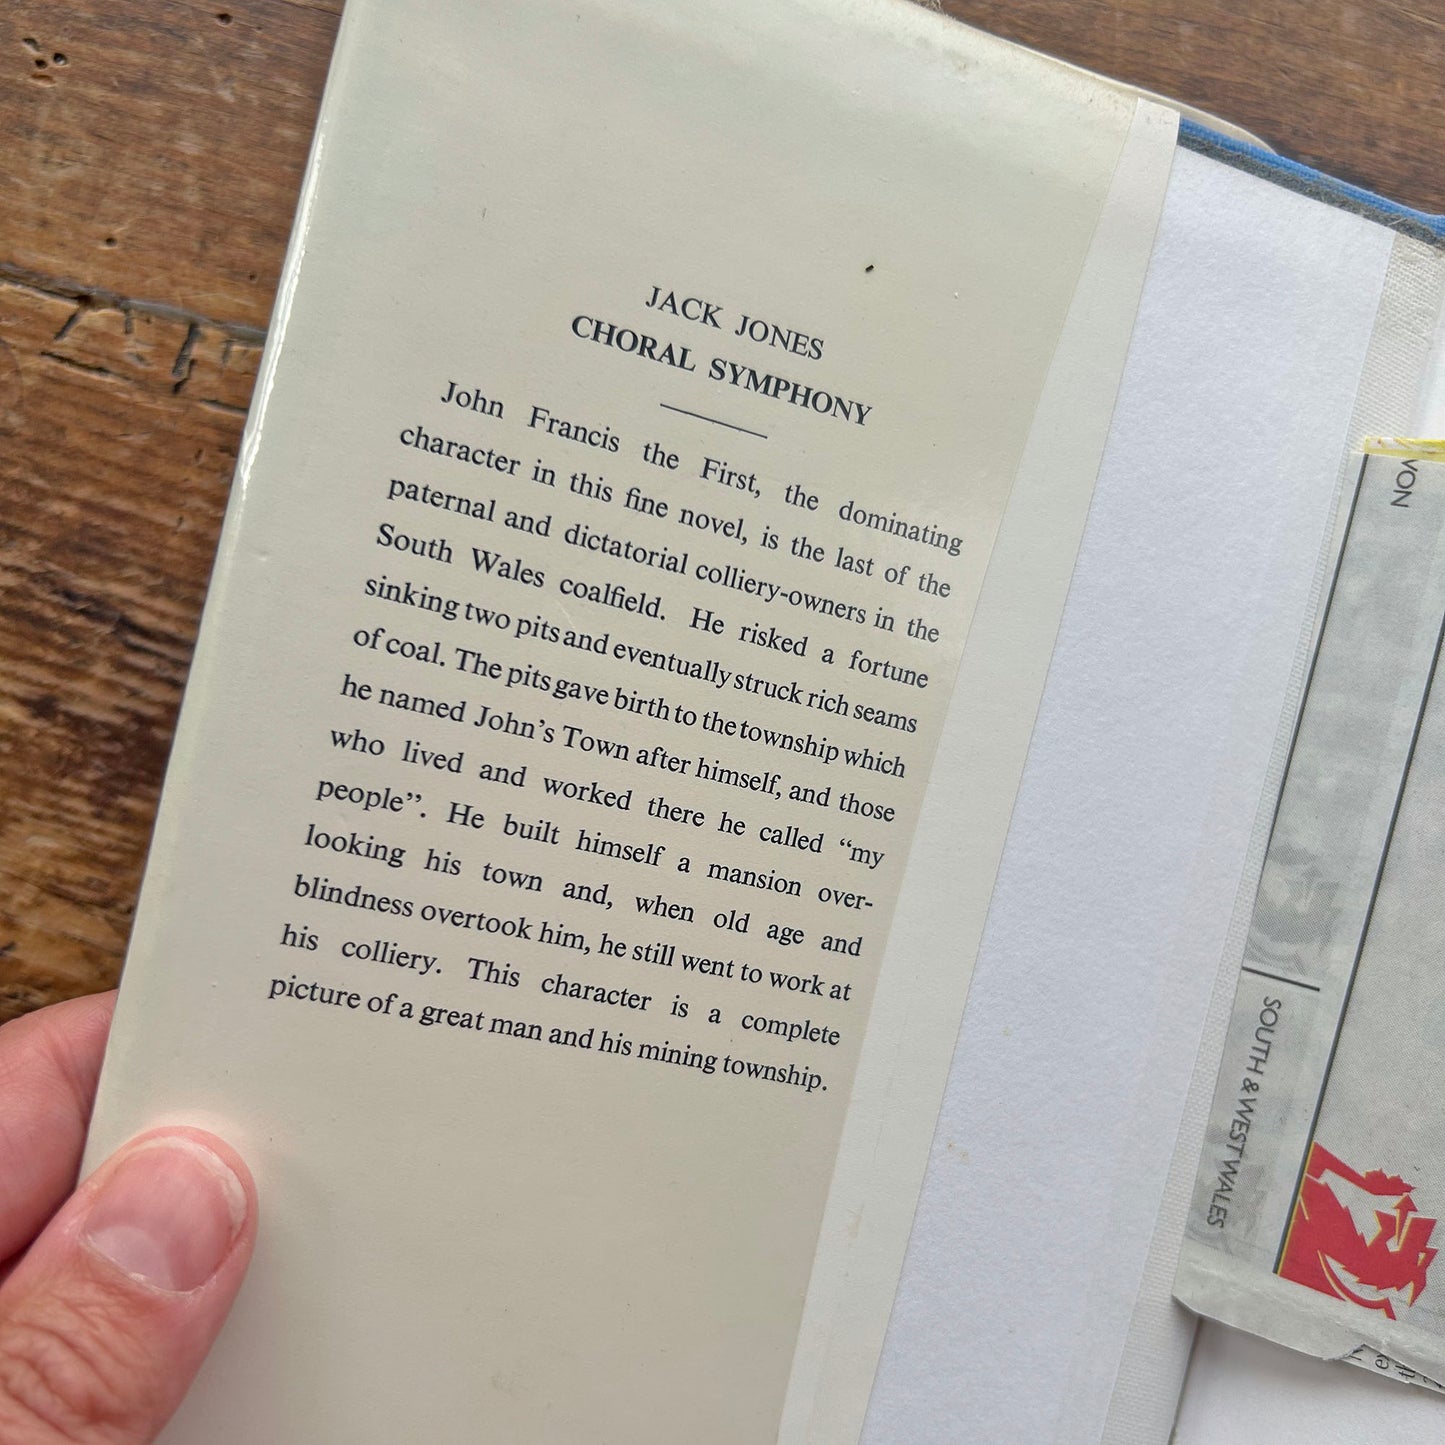 JACK JONES
CHORAL SYMPHONY
John Francis the First, the dominating
character in this fine novel, is the last of the
paternal and dictatorial colliery-owners in the
South Wales coalfield. He risked a fortune
sinking two pits and eventually struck rich seams
of coal. The pits gave birth to the township which
he named John's Town after himself, and those
who lived and worked there he called “my
people”. He built himself a mansion over-
looking his town and, when old age and
blindness overtook him, he still went to work at
his colliery. This character is a complete
picture of a great man and his mining township.
VON
SOUTH & WEST WALES